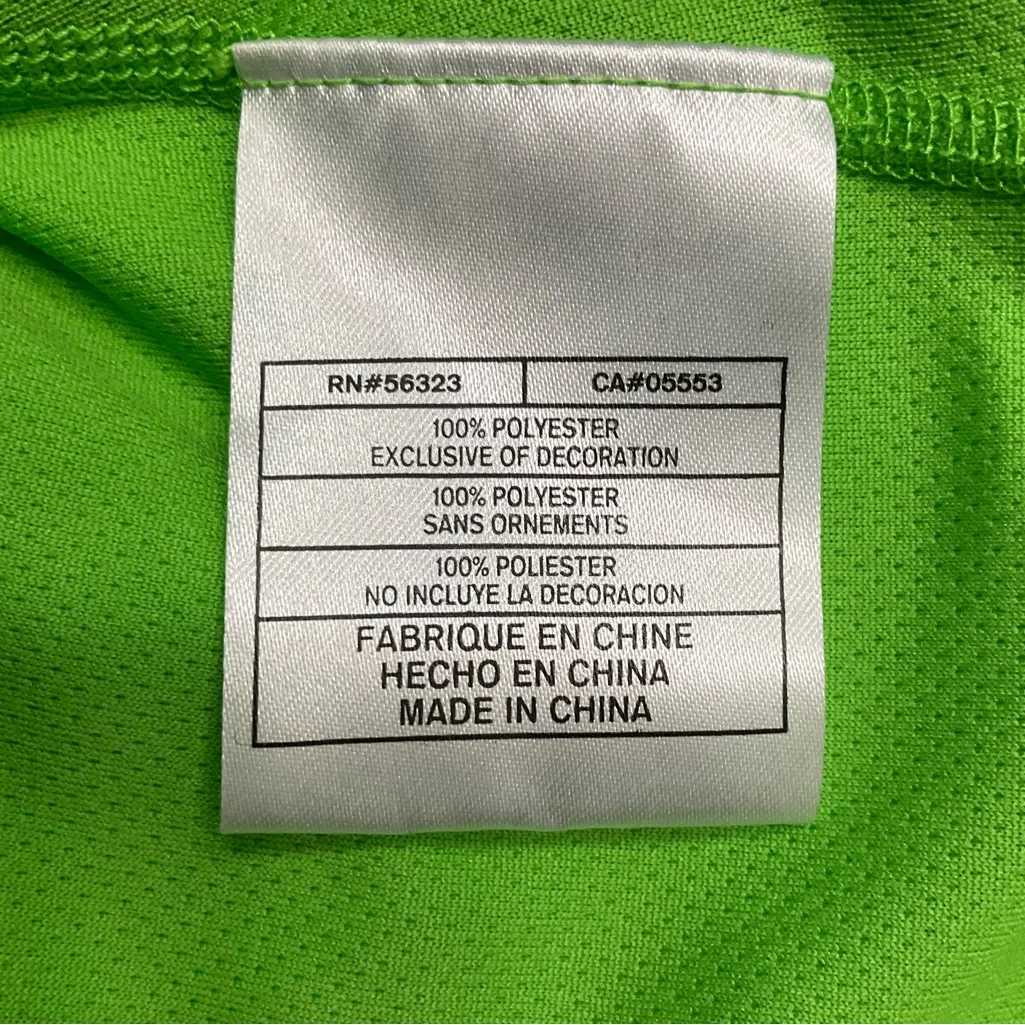 RN#56323 CA#05553
100% POLYESTER
EXCLUSIVE OF DECORATION
100% POLYESTER
SANS ORNEMENTS
100% POLIESTER
NO INCLUYE LA DECORACION
FABRIQUE EN CHINE
HECHO EN CHINA
MADE IN CHINA